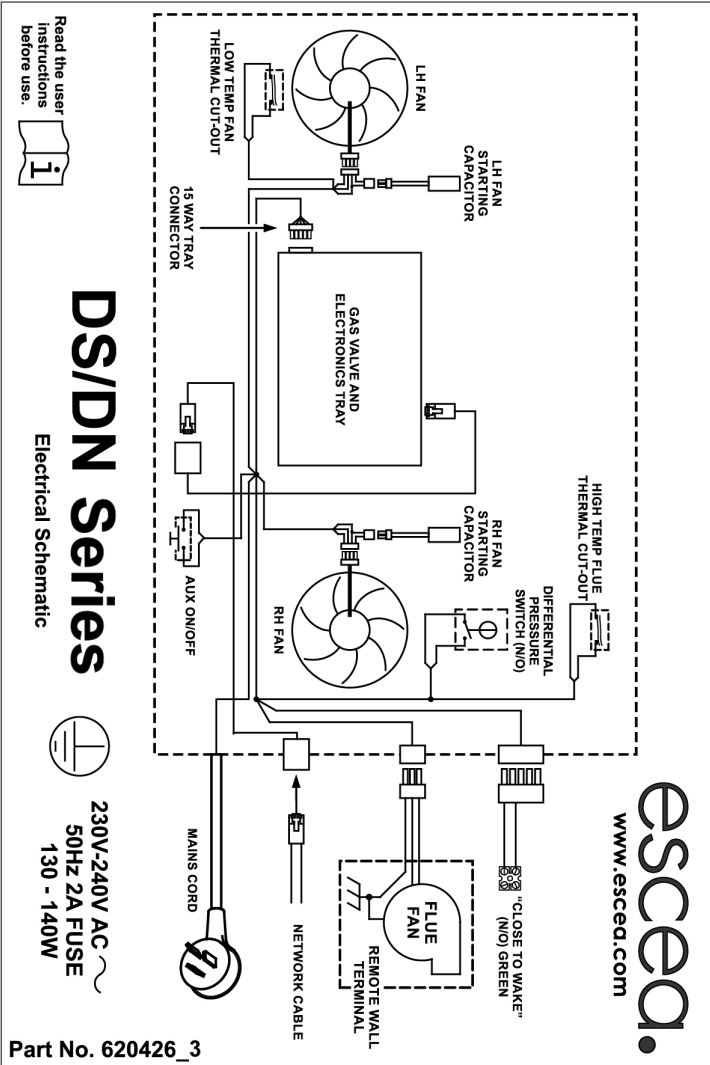 escea.
www.escea.com
HIGH TEMP FLUE
THERMAL CUT-OUT
DIFFERENTIAL
PRESSURE
SWITCH (N/O)
"CLOSE TO WAKE"
(N/O) GREEN
LH FAN
STARTING
CAPACITOR
RH FAN
STARTING
CAPACITOR
LH FAN
LOW TEMP FAN
THERMAL CUT-OUT
GAS VALVE AND
ELECTRONICS TRAY
RH FAN
FLUE
FAN
REMOTE WALL
TERMINAL
15 WAY TRAY
CONNECTOR
AUX ON/OFF
NETWORK CABLE
MAINS CORD
Read the user
instructions
before use.
i
DS/DN Series
Electrical Schematic
230V-240V AC
50Hz 2A FUSE
130 - 140W
Part No. 620426_3